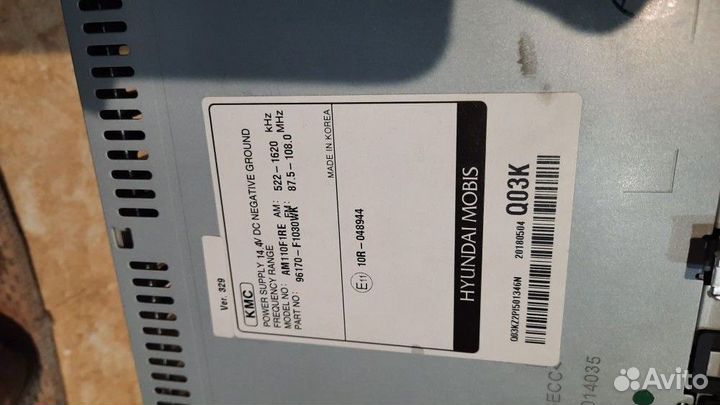 Ver. 329
KMC
POWER SUPPLY 14.4V DC NEGATIVE GROUND
FREQUENCY RANGE AM: 522-1620 kHz
FM: 87.5-108.0 MHz
MODEL NO: AM110F1RE
PART NO: 96170-F1030WK
MADE IN KOREA
E11 10R-048944
HYUNDAI MOBIS
Q03KZ2PI501346N 20180504 Q03K
ECC-
014035
Avito